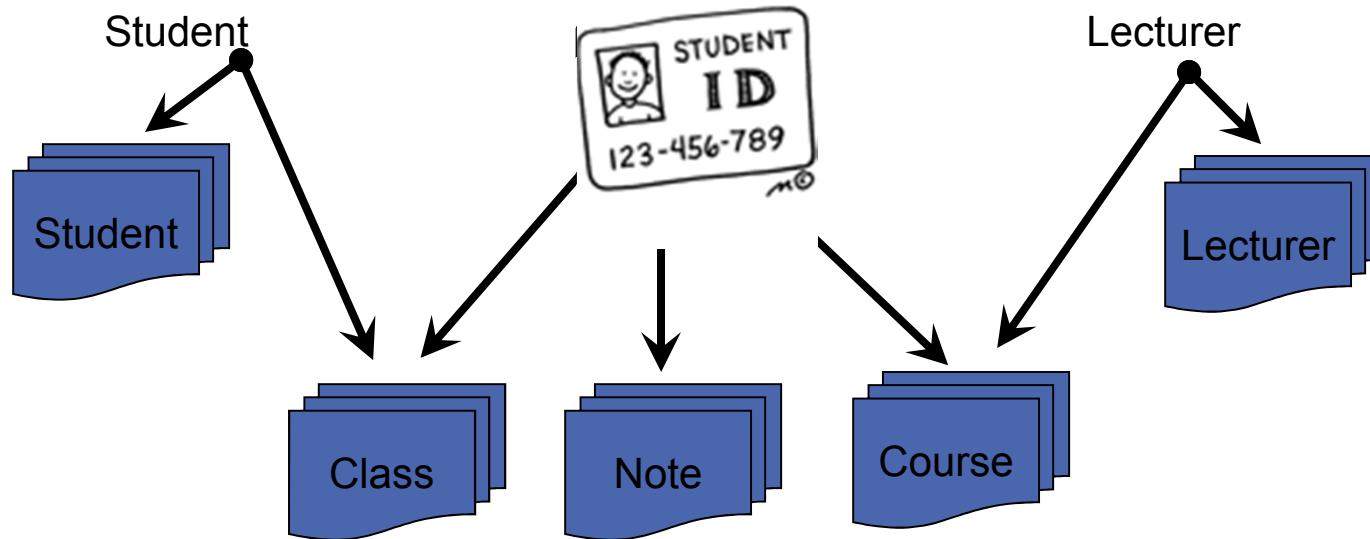 Student
STUDENT
ID
123-456-789
Lecturer
Student
Lecturer
Class
Note
Course